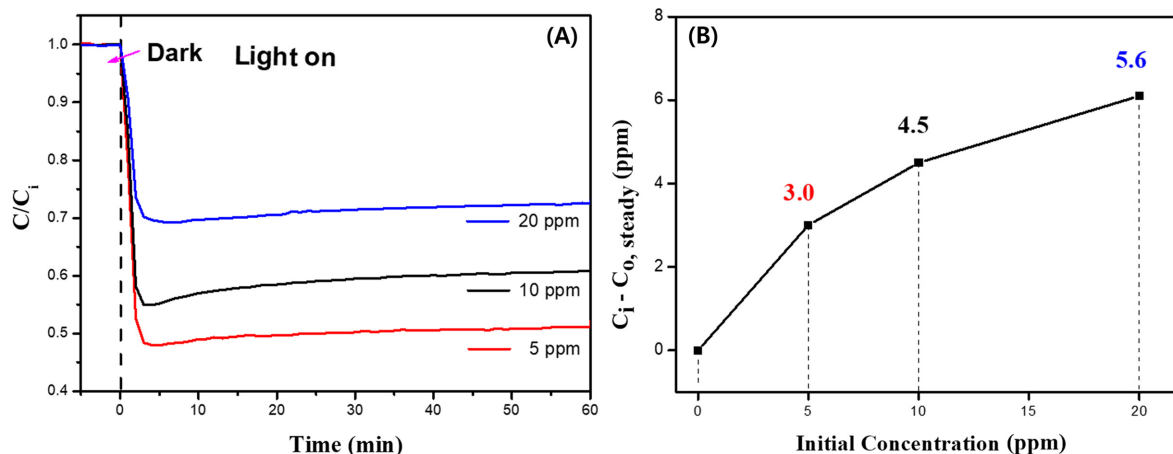 (A)
Dark
Light on
1.0
0.9
0.8
0.7
0.6
0.5
0.4
C/Ci
20 ppm
10 ppm
5 ppm
0
10
20
30
40
50
60
Time (min)
(B)
8
6
4
2
0
Ci - Co, steady (ppm)
3.0
4.5
5.6
0
5
10
15
20
Initial Concentration (ppm)